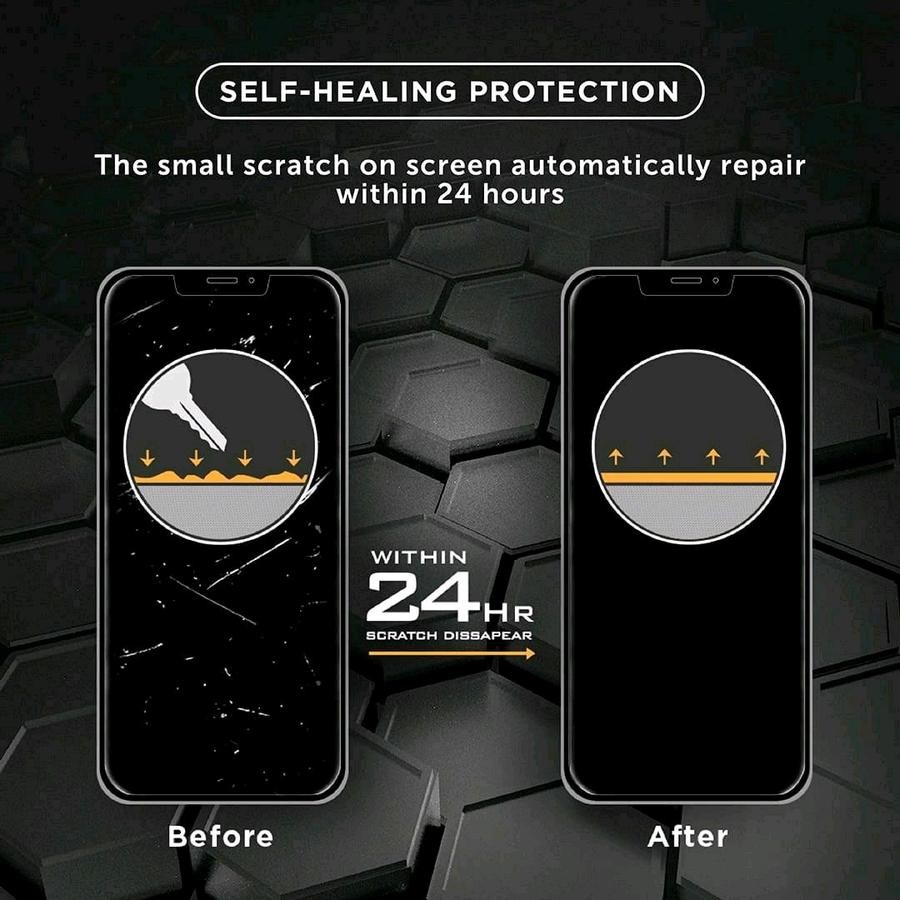 SELF-HEALING PROTECTION
The small scratch on screen automatically repair
within 24 hours
WITHIN
24HR
SCRATCH DISSAPEAR
Before
After